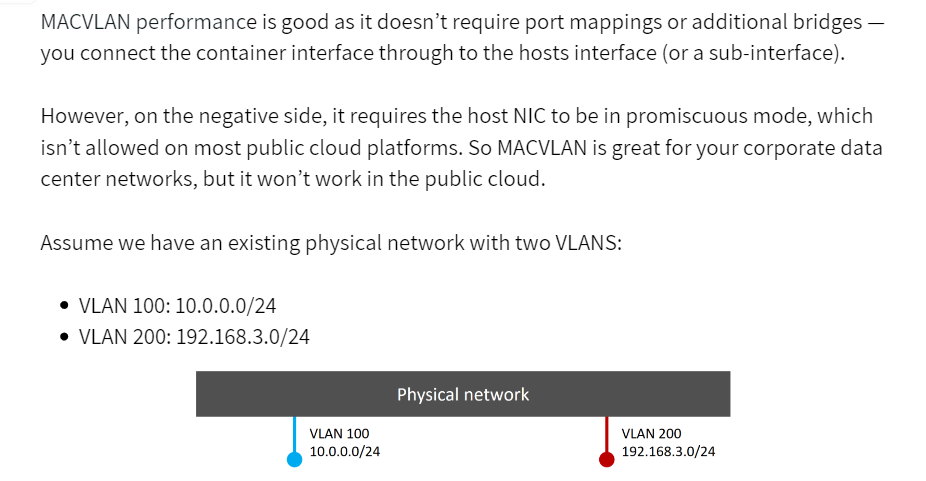 MACVLAN performance is good as it doesn’t require port mappings or additional bridges —
you connect the container interface through to the hosts interface (or a sub-interface).
However, on the negative side, it requires the host NIC to be in promiscuous mode, which
isn’t allowed on most public cloud platforms. So MACVLAN is great for your corporate data
center networks, but it won’t work in the public cloud.
Assume we have an existing physical network with two VLANS:
• VLAN 100: 10.0.0.0/24
• VLAN 200: 192.168.3.0/24
Physical network
VLAN 100
10.0.0.0/24
VLAN 200
192.168.3.0/24